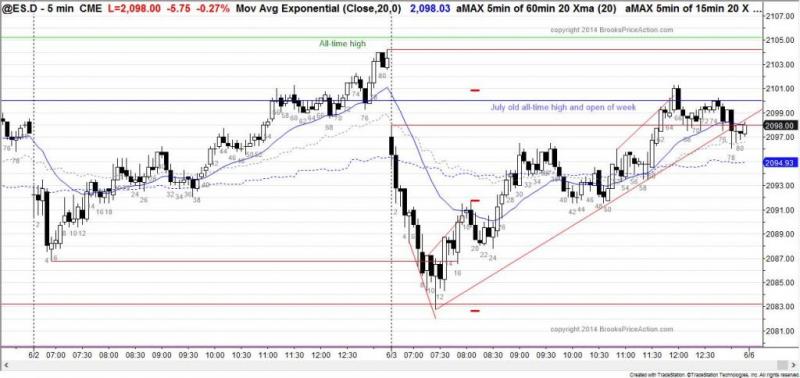 @ES.D - 5 min CME L=2,098.00 -5.75 -0.27% Mov Avg Exponential (Close,20,0) 2,098.03 aMAX 5min of 60min 20 Xma (20) aMAX 5min of 15min 20 X ...
2107.00
copyright 2014 BrooksPriceAction.com
All-time high
2105.00
2103.00
2101.00
July old all-time high and open of week
2099.00
2098.00
2097.00
2094.93
2093.00
2091.00
2089.00
2087.00
2085.00
2083.00
copyright 2014 BrooksPriceAction.com
2081.00
2079.00
6/2 07:00 07:30 08:00 08:30 09:00 09:30 10:00 10:30 11:00 11:30 12:00 12:30 6/3 07:00 07:30 08:00 08:30 09:00 09:30 10:00 10:30 11:00 11:30 12:00 12:30 6/6
Created with TradeStation. ©TradeStation Technologies, Inc. All rights reserved.